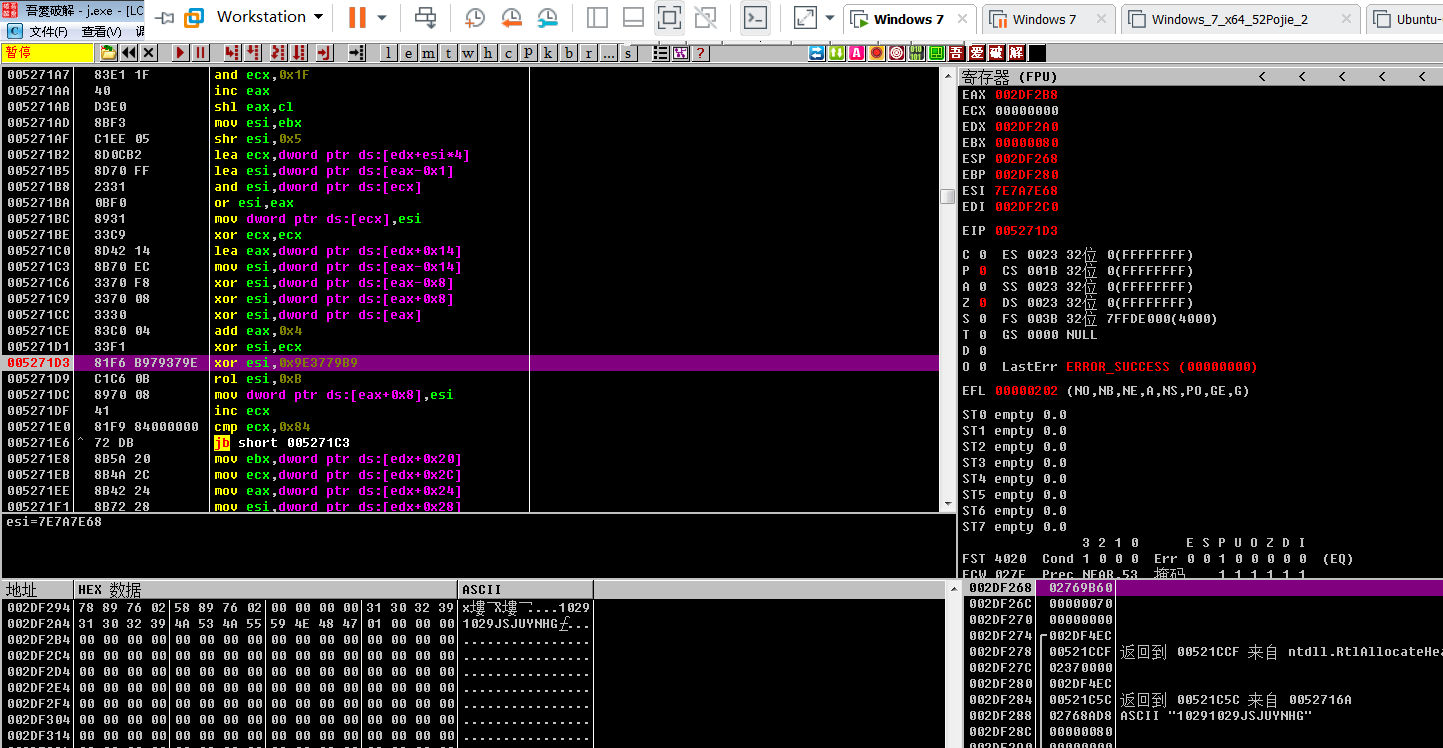 吾愛破解 - j.exe - [LC
Workstation
Windows 7
Windows 7
Windows_7_x64_52Pojie_2
Ubuntu-
文件(F) 查看(V)
暂停
l e m t w h c p k b r ... s
?
A
吾 爱 破 解
005271A7 83E1 1F and ecx,0x1F
005271AA 40 inc eax
005271AB D3E0 shl eax,cl
005271AD 8BF3 mov esi,ebx
005271AF C1EE 05 shr esi,0x5
005271B2 8D0CB2 lea ecx,dword ptr ds:[edx+esi*4]
005271B5 8D70 FF lea esi,dword ptr ds:[eax-0x1]
005271B8 2331 and esi,dword ptr ds:[ecx]
005271BA 0BF0 or esi,eax
005271BC 8931 mov dword ptr ds:[ecx],esi
005271BE 33C9 xor ecx,ecx
005271C0 8D42 14 lea eax,dword ptr ds:[edx+0x14]
005271C3 8B70 EC mov esi,dword ptr ds:[eax-0x14]
005271C6 3370 F8 xor esi,dword ptr ds:[eax-0x8]
005271C9 3370 08 xor esi,dword ptr ds:[eax+0x8]
005271CC 3330 xor esi,dword ptr ds:[eax]
005271CE 83C0 04 add eax,0x4
005271D1 33F1 xor esi,ecx
005271D3 81F6 B979379E xor esi,0x9E3779B9
005271D9 C1C6 0B rol esi,0xB
005271DC 8970 08 mov dword ptr ds:[eax+0x8],esi
005271DF 41 inc ecx
005271E0 81F9 84000000 cmp ecx,0x84
005271E6 ^ 72 DB jb short 005271C3
005271E8 8B5A 20 mov ebx,dword ptr ds:[edx+0x20]
005271EB 8B4A 2C mov ecx,dword ptr ds:[edx+0x2C]
005271EE 8B42 24 mov eax,dword ptr ds:[edx+0x24]
005271F1 8B72 28 mov esi,dword ptr ds:[edx+0x28]
esi=7E7A7E68
寄存器 (FPU) < < < < <
EAX 002DF2B8
ECX 00000000
EDX 002DF2A0
EBX 00000080
ESP 002DF268
EBP 002DF280
ESI 7E7A7E68
EDI 002DF2C0
EIP 005271D3
C 0 ES 0023 32位 0(FFFFFFFF)
P 0 CS 001B 32位 0(FFFFFFFF)
A 0 SS 0023 32位 0(FFFFFFFF)
Z 0 DS 0023 32位 0(FFFFFFFF)
S 0 FS 003B 32位 7FFDE000(4000)
T 0 GS 0000 NULL
D 0
O 0 LastErr ERROR_SUCCESS (00000000)
EFL 00000202 (NO,NB,NE,A,NS,PO,GE,G)
ST0 empty 0.0
ST1 empty 0.0
ST2 empty 0.0
ST3 empty 0.0
ST4 empty 0.0
ST5 empty 0.0
ST6 empty 0.0
ST7 empty 0.0
3 2 1 0 E S P U O Z D I
FST 4020 Cond 1 0 0 0 Err 0 0 1 0 0 0 0 0 (EQ)
FCW 027F Prec NEAR,53 掩码 1 1 1 1 1 1
地址 HEX 数据 ASCII
002DF294 78 89 76 02 58 89 76 02 00 00 00 00 31 30 32 39
002DF2A4 31 30 32 39 4A 53 4A 55 59 4E 48 47 01 00 00 00 1029JSJUYNHG
002DF2B4 00 00 00 00 00 00 00 00 00 00 00 00 00 00 00 00 ................
002DF2C4 00 00 00 00 00 00 00 00 00 00 00 00 00 00 00 00 ................
002DF2D4 00 00 00 00 00 00 00 00 00 00 00 00 00 00 00 00 ................
002DF2E4 00 00 00 00 00 00 00 00 00 00 00 00 00 00 00 00 ................
002DF2F4 00 00 00 00 00 00 00 00 00 00 00 00 00 00 00 00 ................
002DF304 00 00 00 00 00 00 00 00 00 00 00 00 00 00 00 00 ................
002DF314 00 00 00 00 00 00 00 00 00 00 00 00 00 00 00 00 ................
002DF268 02769B60
002DF26C 00000070
002DF270 00000000
002DF274 002DF4EC
002DF278 00521CCF 返回到 00521CCF 来自 ntdll.RtlAllocateHea
002DF27C 02370000
002DF280 002DF4EC
002DF284 00521C5C 返回到 00521C5C 来自 0052716A
002DF288 02768AD8 ASCII "10291029JSJUYNHG"
002DF28C 00000080
002DF290 00000000